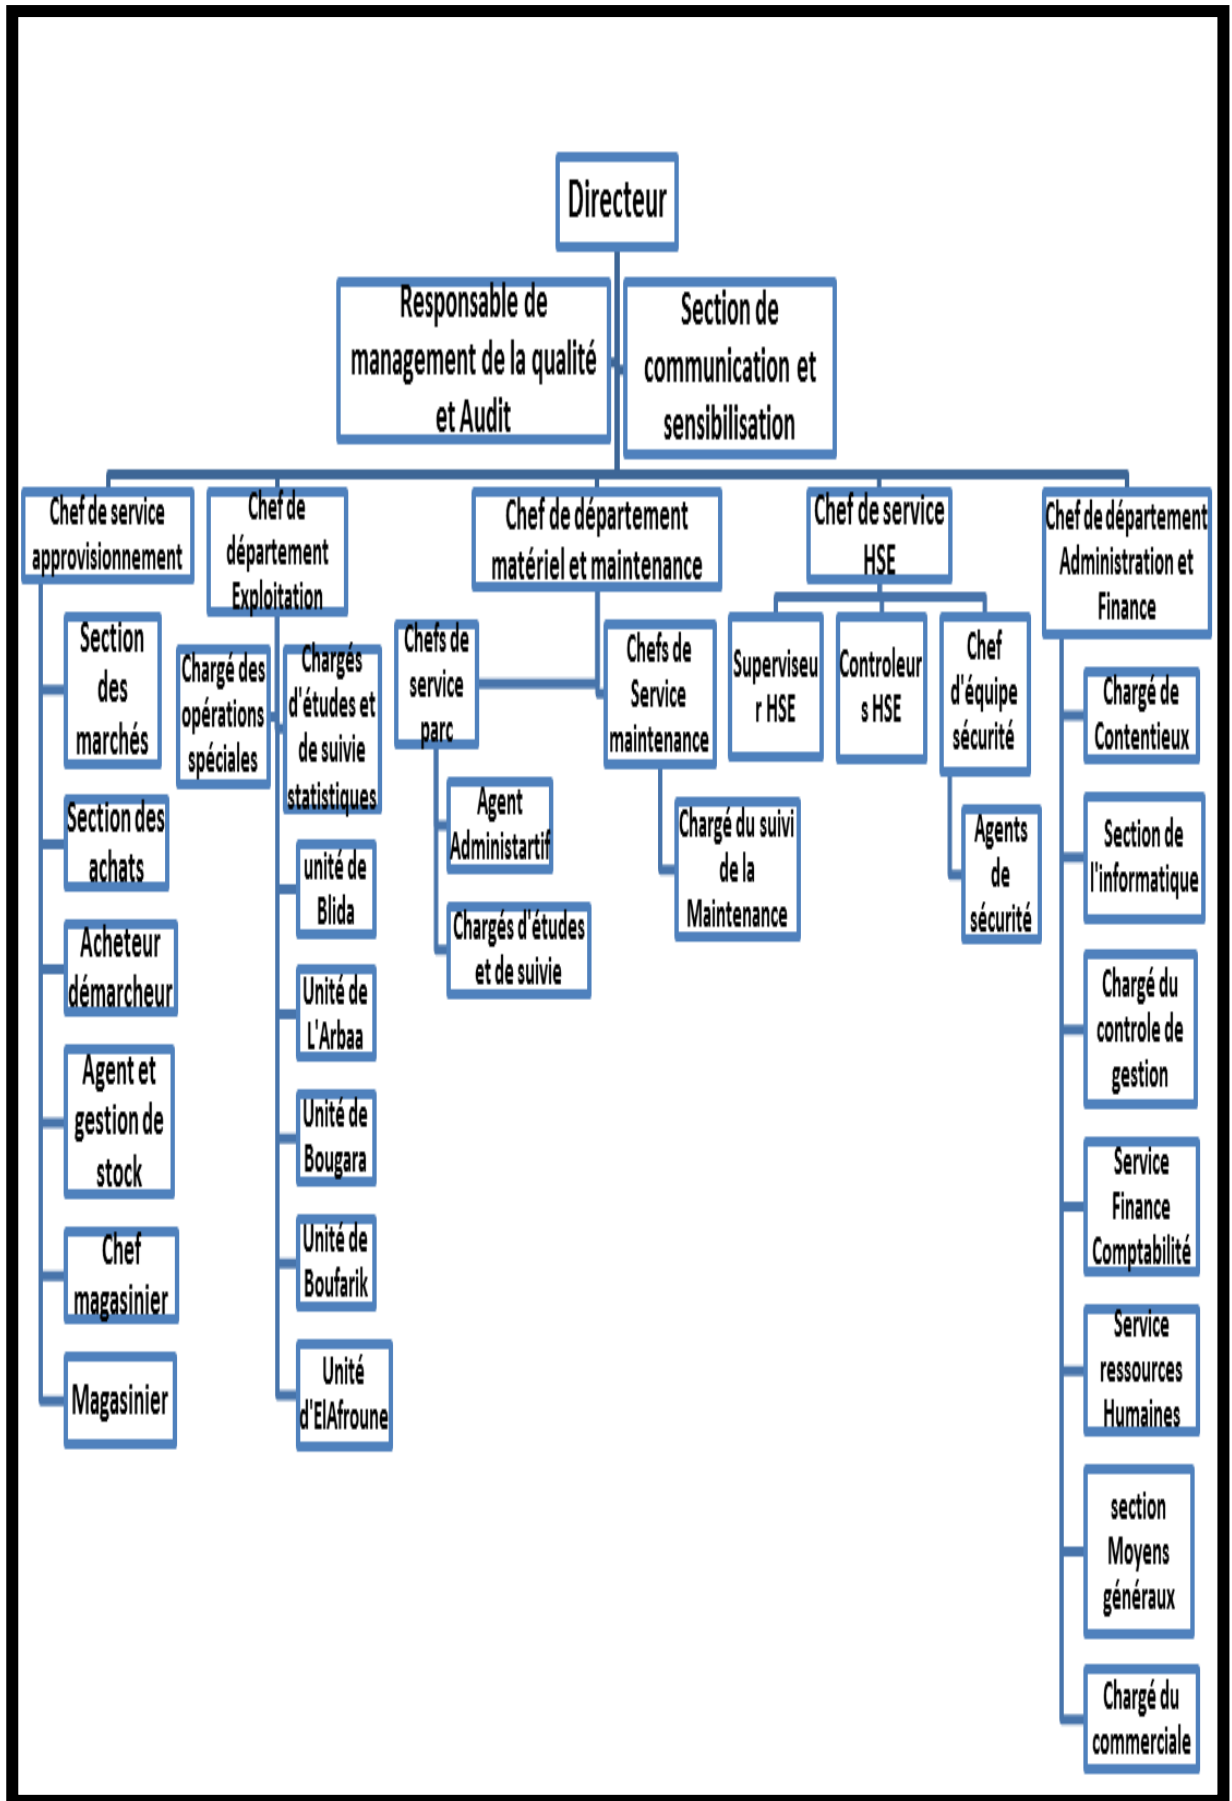 Directeur
Responsable de
management de la qualité
et Audit
Section de
communication et
sensibilisation
Chef de service
approvisionnement
Section
des
marchés
Section des
achats
Acheteur
démarcheur
Agent et
gestion de
stock
Chef
magasinier
Magasinier
Chef de
département
Exploitation
Chargé des
opérations
spéciales
Chargés
d'études et
de suivie
statistiques
unité de
Blida
Unité de
L'Arbaa
Unité de
Bougara
Unité de
Boufarik
Unité
d'ElAfroune
Chef de département
matériel et maintenance
Chefs de
service
parc
Agent
Administartif
Chargés d'études
et de suivie
Chefs de
Service
maintenance
Chargé du suivi
de la
Maintenance
Chef de service
HSE
Superviseu
r HSE
Controleur
s HSE
Chef
d'équipe
sécurité
Agents
de
sécurité
Chef de département
Administration et
Finance
Chargé de
Contentieux
Section de
l'informatique
Chargé du
controle de
gestion
Service
Finance
Comptabilité
Service
ressources
Humaines
section
Moyens
généraux
Chargé du
commerciale